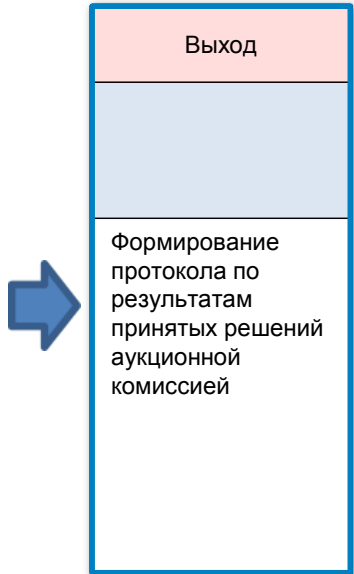 Выход
Формирование
протокола по
результатам
принятых решений
аукционной
комиссией